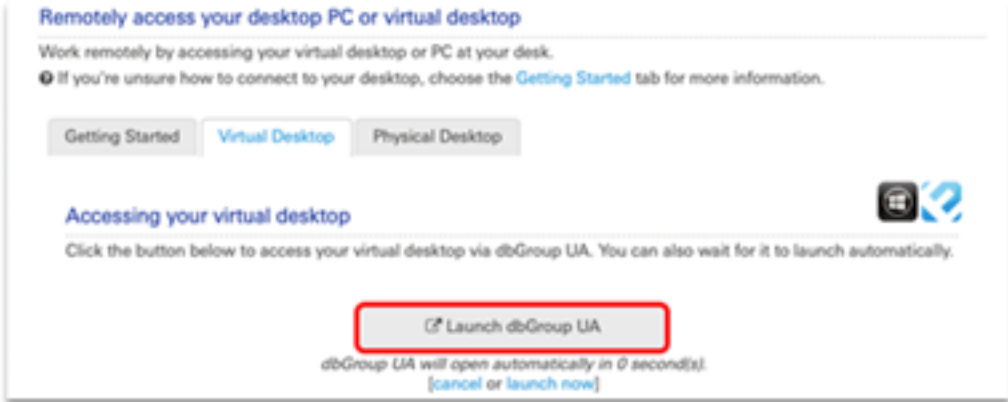 Remotely access your desktop PC or virtual desktop
Work remotely by accessing your virtual desktop or PC at your desk.
If you're unsure how to connect to your desktop, choose the Getting Started tab for more information.
Getting Started Virtual Desktop Physical Desktop
Accessing your virtual desktop
Click the button below to access your virtual desktop via dbGroup UA. You can also wait for it to launch automatically.
Launch dbGroup UA
dbGroup UA will open automatically in 0 second(s).
[cancel or launch now]